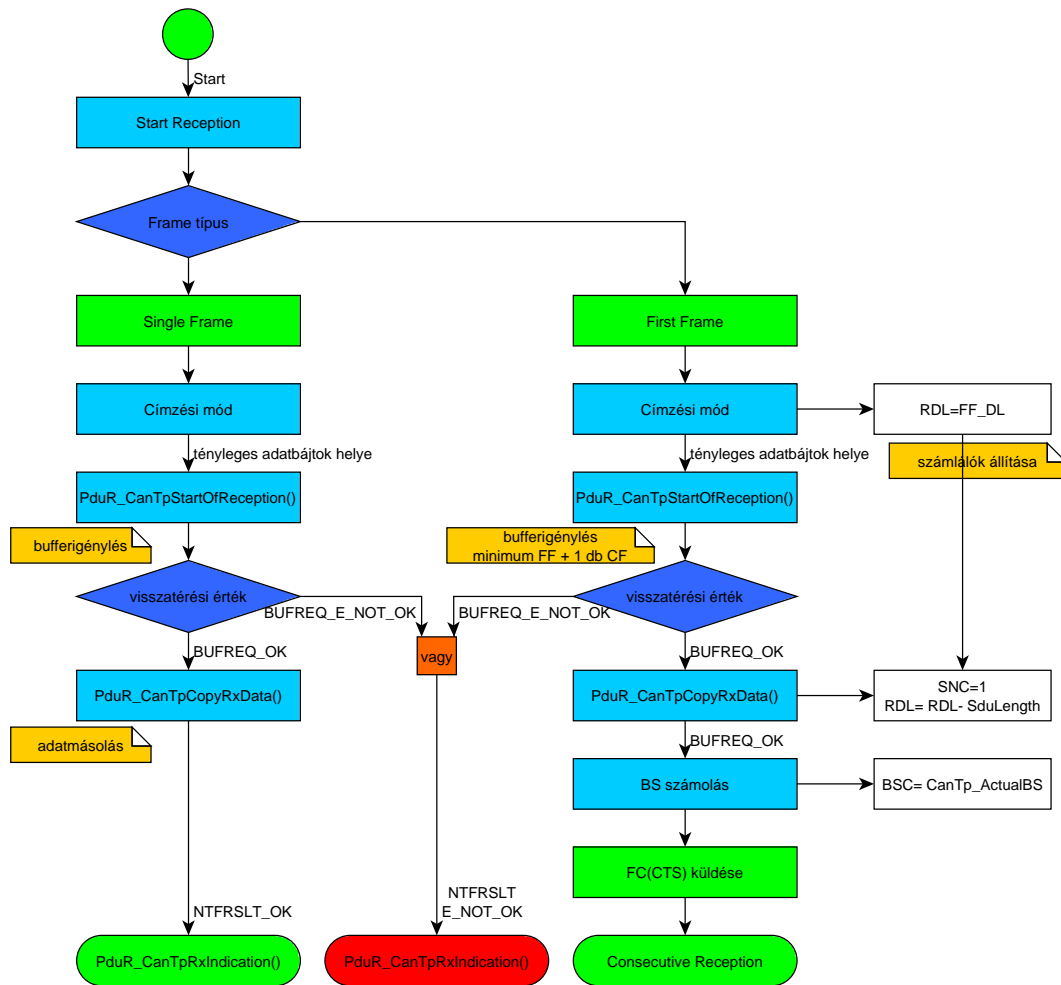 Start
Start Reception
Frame típus
Single Frame
First Frame
Címzési mód
Címzési mód
RDL=FF_DL
tényleges adatbájtok helye
tényleges adatbájtok helye
számlálók állítása
PduR_CanTpStartOfReception()
PduR_CanTpStartOfReception()
bufferigénylés
bufferigénylés
minimum FF + 1 db CF
visszatérési érték
visszatérési érték
BUFREQ_E_NOT_OK
BUFREQ_E_NOT_OK
BUFREQ_OK
vagy
BUFREQ_OK
PduR_CanTpCopyRxData()
PduR_CanTpCopyRxData()
SNC=1
RDL= RDL- SduLength
adatmásolás
BUFREQ_OK
BS számolás
BSC= CanTp_ActualBS
FC(CTS) küldése
NTFRSLT_OK
NTFRSLT
E_NOT_OK
PduR_CanTpRxIndication()
PduR_CanTpRxIndication()
Consecutive Reception